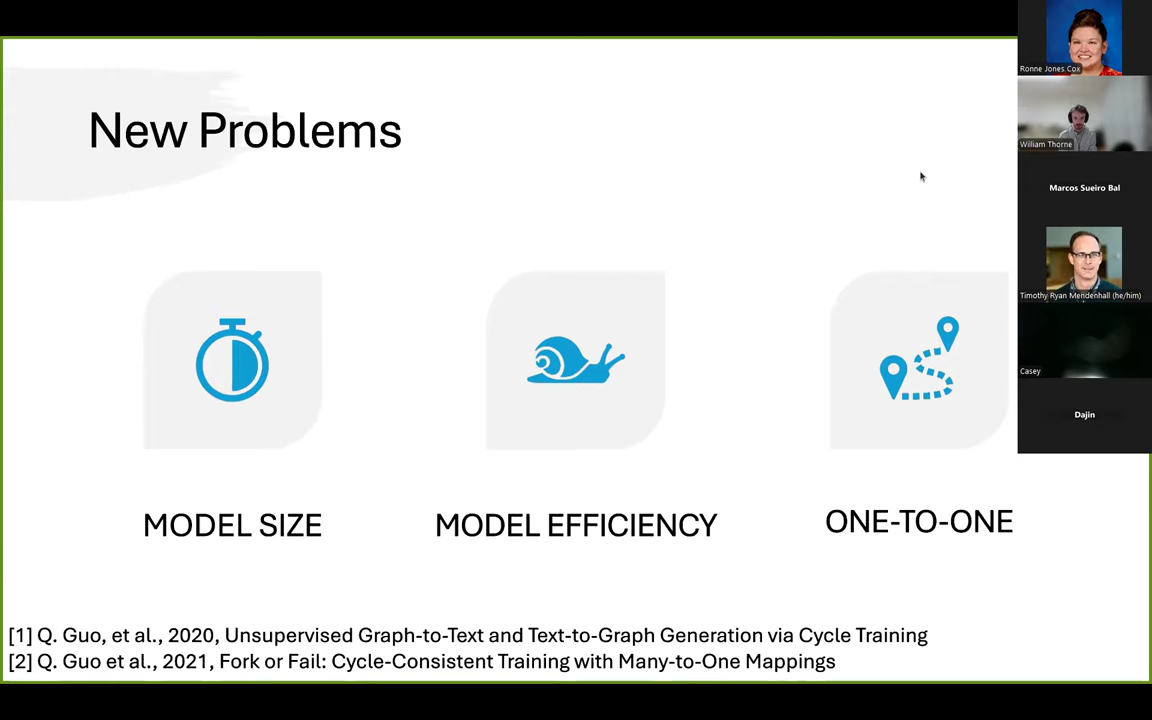 New Problems
MODEL SIZE
MODEL EFFICIENCY
ONE-TO-ONE
[1] Q. Guo, et al., 2020, Unsupervised Graph-to-Text and Text-to-Graph Generation via Cycle Training
[2] Q. Guo et al., 2021, Fork or Fail: Cycle-Consistent Training with Many-to-One Mappings
Ronne Jones Cox
William Thorne
Marcos Sueiro Bal
Timothy Ryan Mendenhall (he/him)
Casey
Dajin